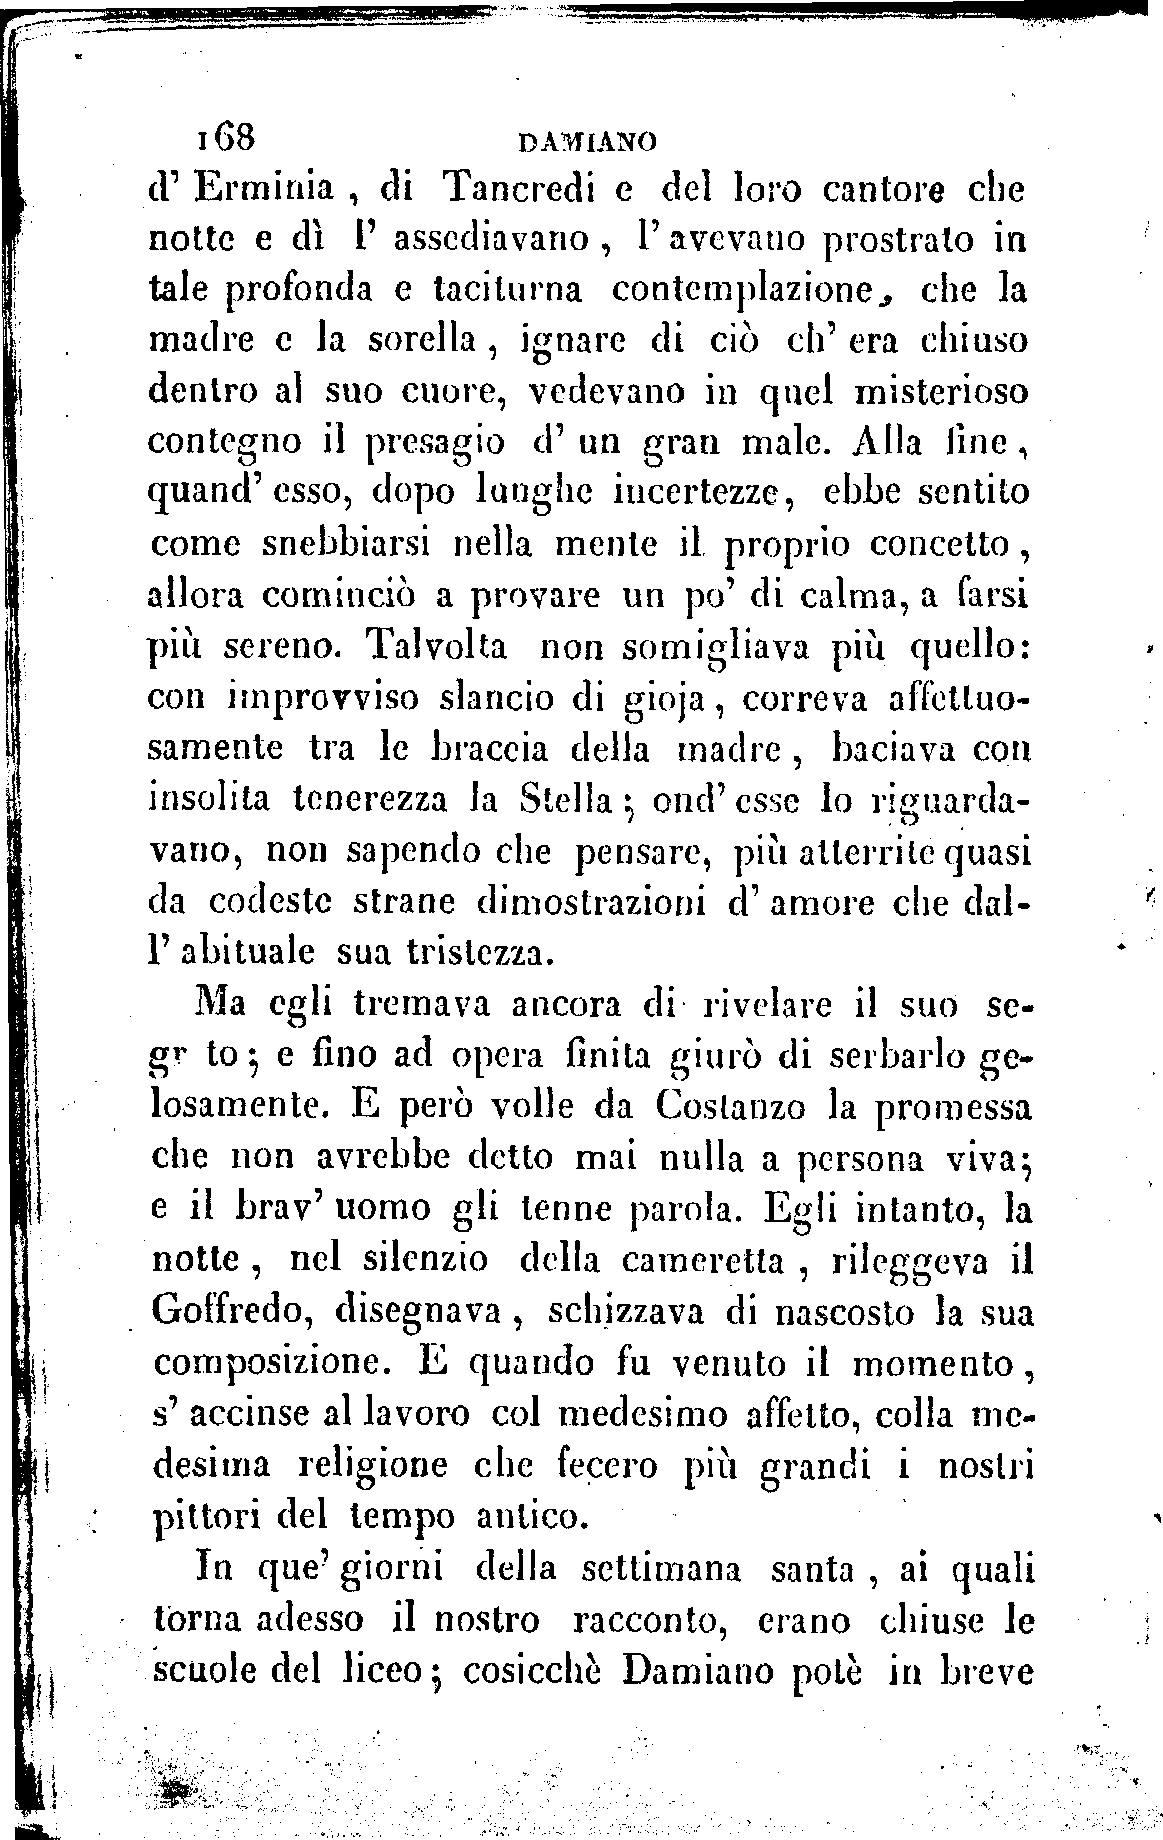 168 DAMIANO
d' Erminia , di Tancredi e del loro cantore che
notte e dì l' assediavano , l' avevano prostrato in
tale profonda e taciturna contemplazione, che la
madre e la sorella , ignare di ciò ch' era chiuso
dentro al suo cuore, vedevano in quel misterioso
contegno il presagio d' un gran male. Alla fine ,
quand' esso, dopo lunghe incertezze, ebbe sentito
come snebbiarsi nella mente il proprio concetto ,
allora cominciò a provare un po' di calma, a farsi
più sereno. Talvolta non somigliava più quello:
con improvviso slancio di gioja , correva affettuo-
samente tra le braccia della madre , baciava con
insolita tenerezza la Stella ; ond' esse lo riguarda-
vano, non sapendo che pensare, più atterrite quasi
da codeste strane dimostrazioni d' amore che dal-
l' abituale sua tristezza.
Ma egli tremava ancora di rivelare il suo se-
gr to ; e fino ad opera finita giurò di serbarlo ge-
losamente. E però volle da Costanzo la promessa
che non avrebbe detto mai nulla a persona viva;
e il brav' uomo gli tenne parola. Egli intanto, la
notte , nel silenzio della cameretta , rileggeva il
Goffredo, disegnava , schizzava di nascosto la sua
composizione. E quando fu venuto il momento ,
s' accinse al lavoro col medesimo affetto, colla me-
desima religione che fecero più grandi i nostri
pittori del tempo antico.
In que' giorni della settimana santa , ai quali
torna adesso il nostro racconto, erano chiuse le
scuole del liceo ; cosicchè Damiano potè in breve